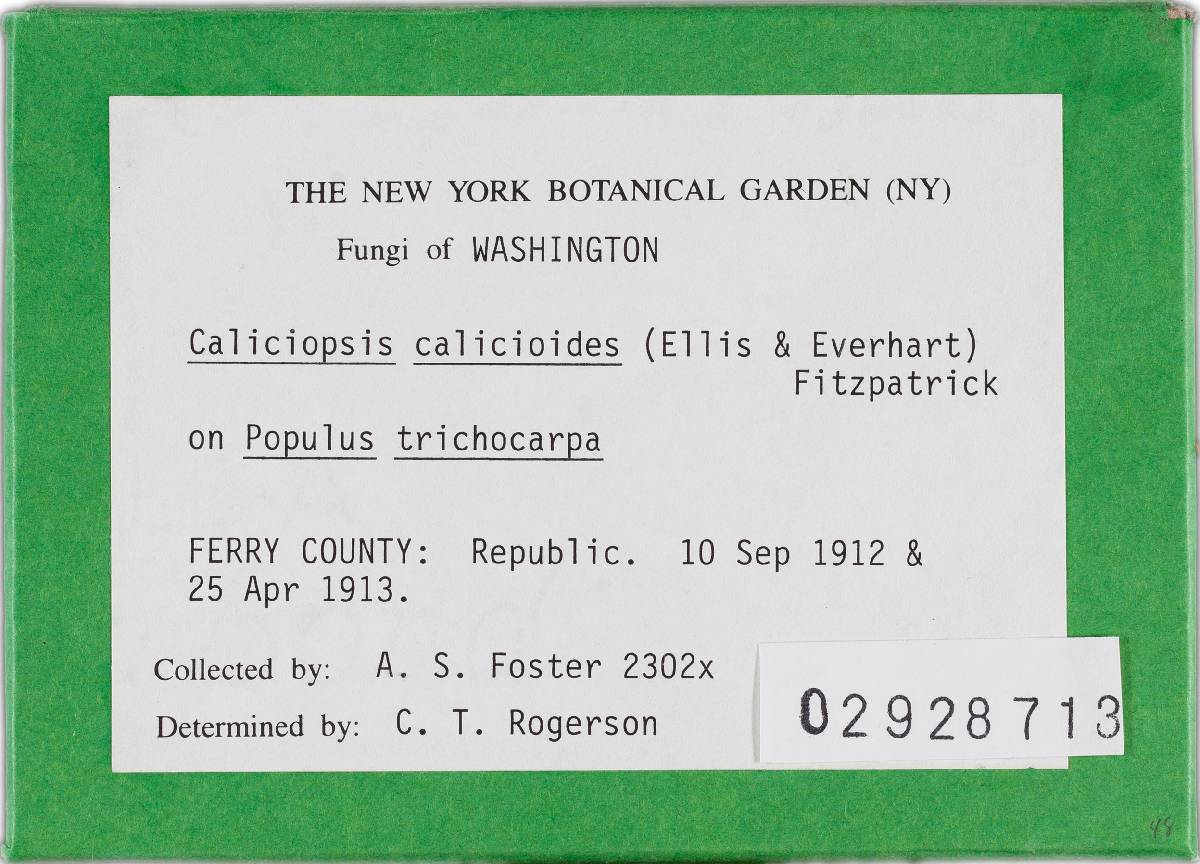 THE NEW YORK BOTANICAL GARDEN (NY)
Fungi of WASHINGTON
Caliciopsis calicioides (Ellis & Everhart)
Fitzpatrick
on Populus trichocarpa
FERRY COUNTY: Republic. 10 Sep 1912 &
25 Apr 1913.
Collected by: A. S. Foster 2302x
Determined by: C. T. Rogerson
02928713
48